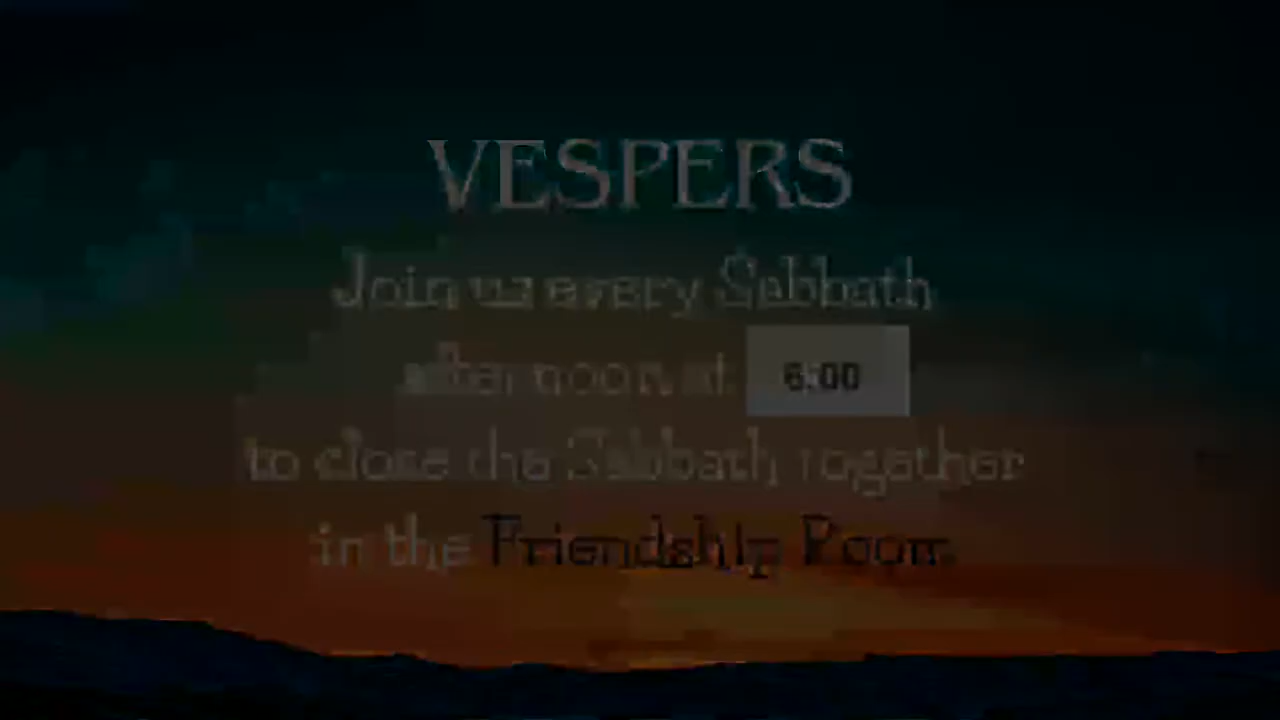 VESPERS
Join us every Sabbath
afternoon at 6:00
to close the Sabbath together
in the Friendship Room